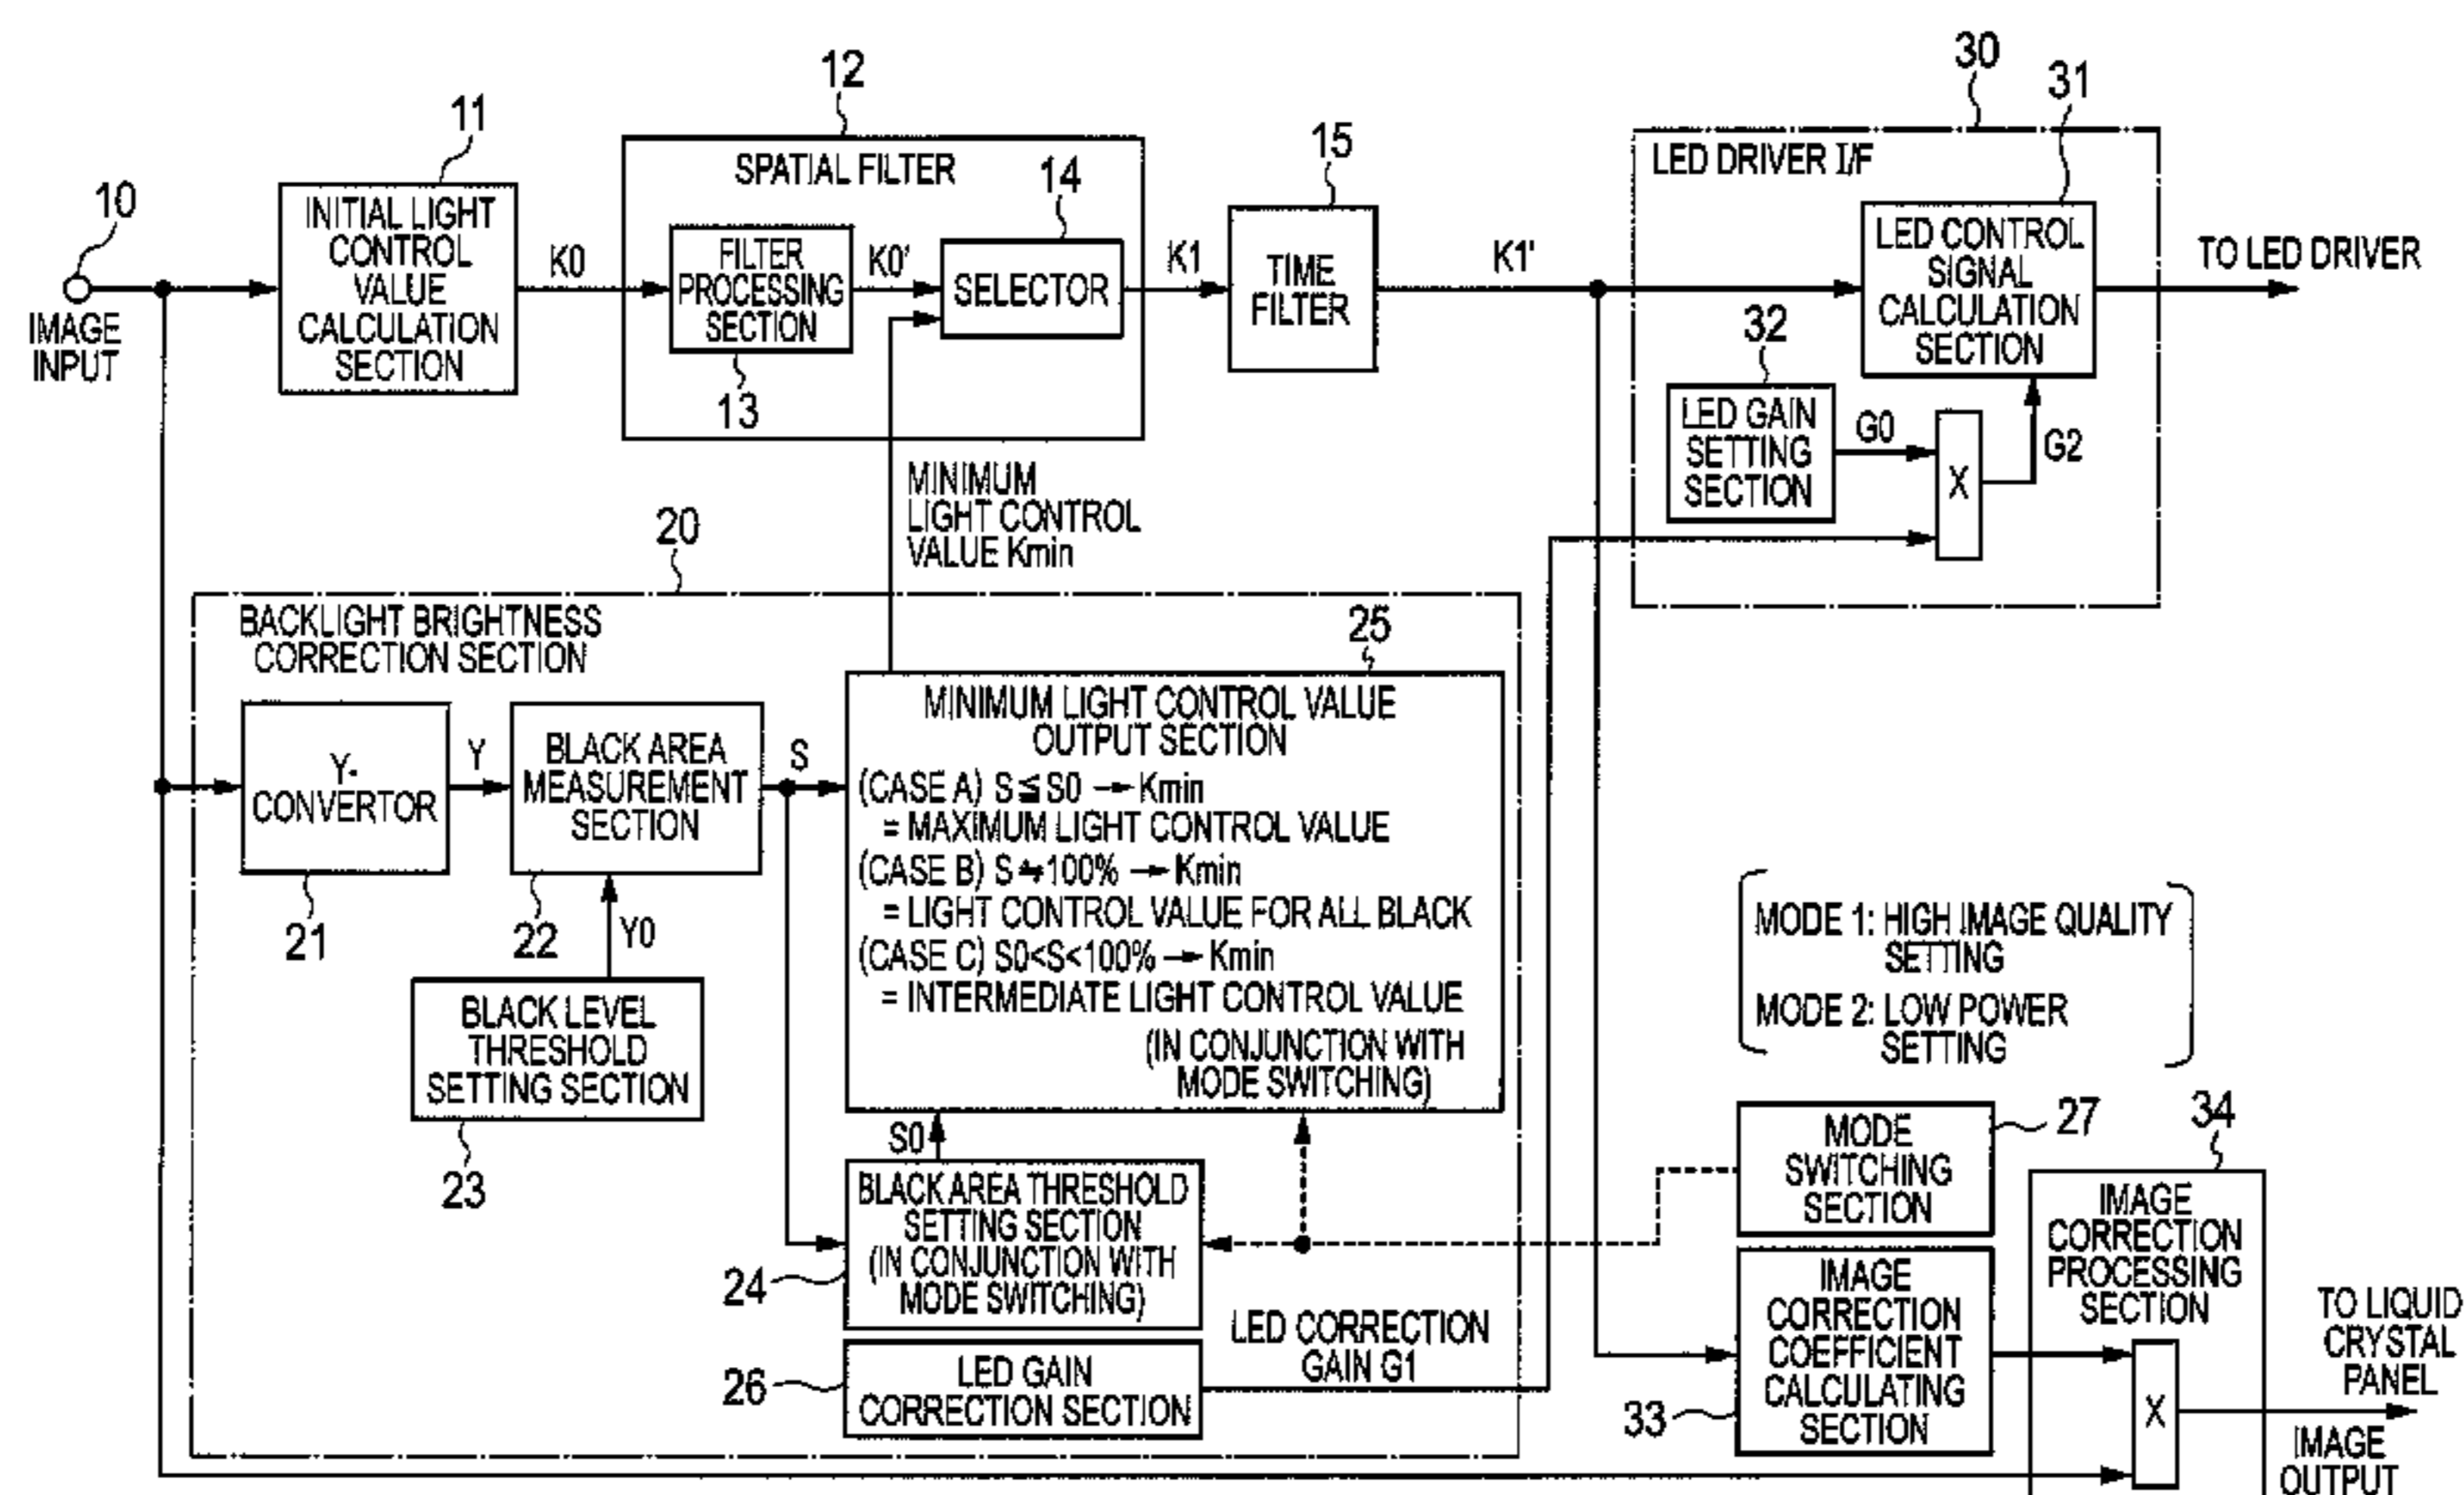 12
30
31
11
SPATIAL FILTER
15
LED DRIVER I/F
10
14
INITIAL LIGHT
CONTROL
VALUE
CALCULATION
SECTION
K0
FILTER
PROCESSING
SECTION
K0'
SELECTOR
K1
TIME
FILTER
K1'
LED CONTROL
SIGNAL
CALCULATION
SECTION
TO LED DRIVER
IMAGE
INPUT
13
32
LED GAIN
SETTING
SECTION
G0
X
G2
MINIMUM
LIGHT CONTROL
VALUE Kmin
20
BACKLIGHT BRIGHTNESS
CORRECTION SECTION
25
Y-
CONVERTOR
Y
BLACK AREA
MEASUREMENT
SECTION
S
MINIMUM LIGHT CONTROL VALUE
OUTPUT SECTION
(CASE A) S≦S0 → Kmin
= MAXIMUM LIGHT CONTROL VALUE
(CASE B) S≒100% → Kmin
= LIGHT CONTROL VALUE FOR ALL BLACK
(CASE C) S0<S<100% → Kmin
= INTERMEDIATE LIGHT CONTROL VALUE
(IN CONJUNCTION WITH
MODE SWITCHING)
21
22
Y0
BLACK LEVEL
THRESHOLD
SETTING SECTION
23
MODE 1: HIGH IMAGE QUALITY
SETTING
MODE 2: LOW POWER
SETTING
S0
BLACK AREA THRESHOLD
SETTING SECTION
(IN CONJUNCTION WITH
MODE SWITCHING)
24
MODE
SWITCHING
SECTION
27
34
IMAGE
CORRECTION
PROCESSING
SECTION
LED GAIN
CORRECTION SECTION
26
LED CORRECTION
GAIN G1
IMAGE
CORRECTION
COEFFICIENT
CALCULATING
SECTION
33
X
TO LIQUID
CRYSTAL
PANEL
IMAGE
OUTPUT